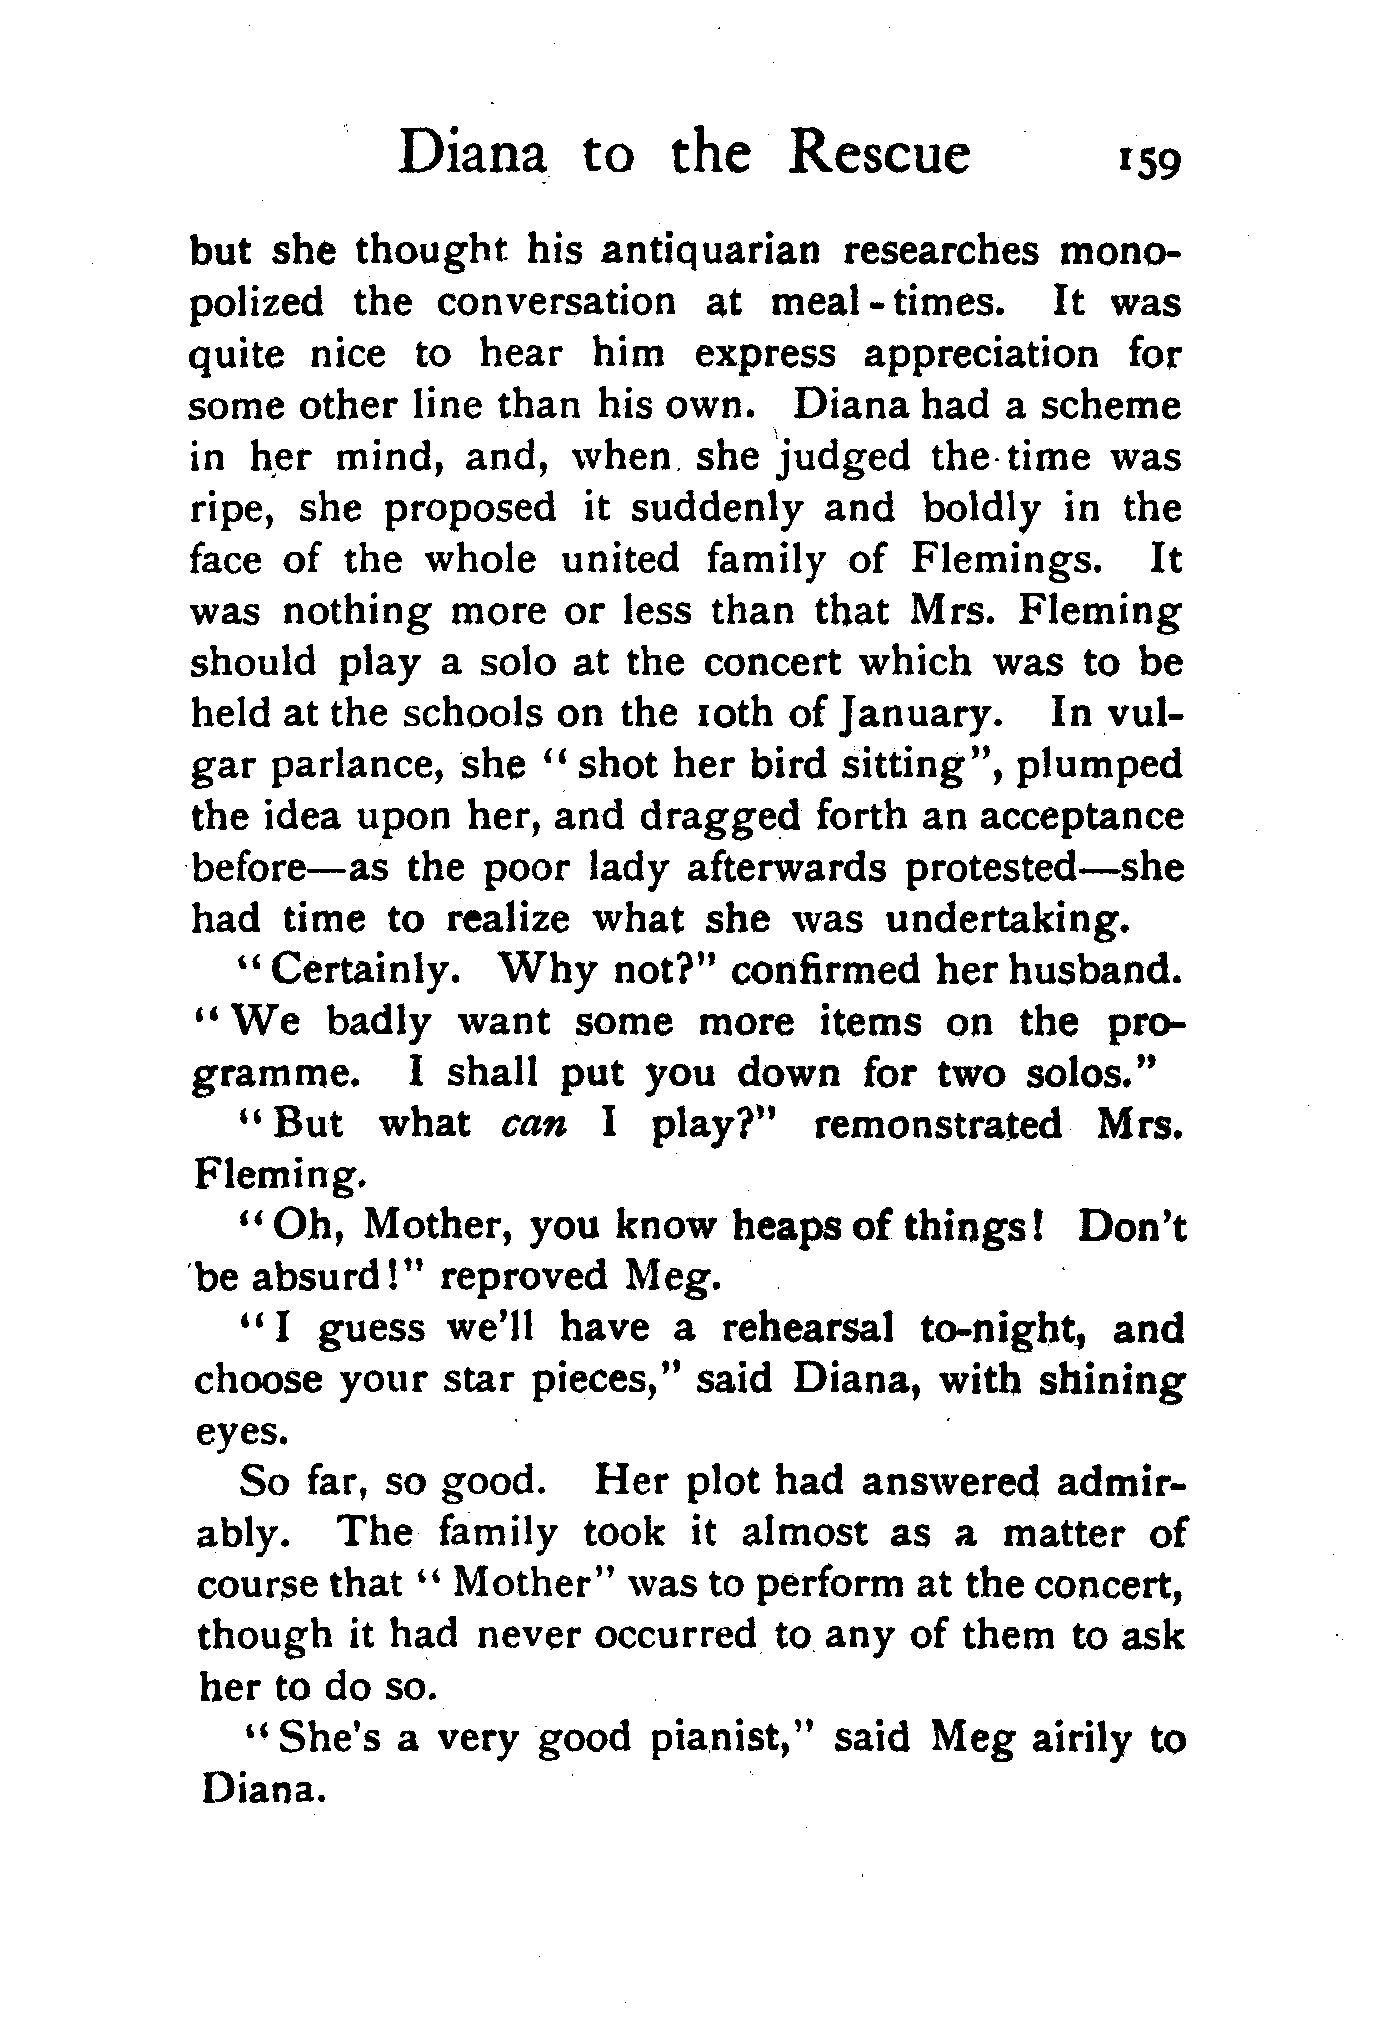 Diana to the Rescue 159
but she thought his antiquarian researches mono-
polized the conversation at meal-times. It was
quite nice to hear him express appreciation for
some other line than his own. Diana had a scheme
in her mind, and, when she judged the time was
ripe, she proposed it suddenly and boldly in the
face of the whole united family of Flemings. It
was nothing more or less than that Mrs. Fleming
should play a solo at the concert which was to be
held at the schools on the 10th of January. In vul-
gar parlance, she "shot her bird sitting", plumped
the idea upon her, and dragged forth an acceptance
before—as the poor lady afterwards protested—she
had time to realize what she was undertaking.
"Certainly. Why not?" confirmed her husband.
"We badly want some more items on the pro-
gramme. I shall put you down for two solos."
"But what can I play?" remonstrated Mrs.
Fleming.
"Oh, Mother, you know heaps of things! Don't
be absurd!" reproved Meg.
"I guess we'll have a rehearsal to-night, and
choose your star pieces," said Diana, with shining
eyes.
So far, so good. Her plot had answered admir-
ably. The family took it almost as a matter of
course that "Mother" was to perform at the concert,
though it had never occurred to any of them to ask
her to do so.
"She's a very good pianist," said Meg airily to
Diana.